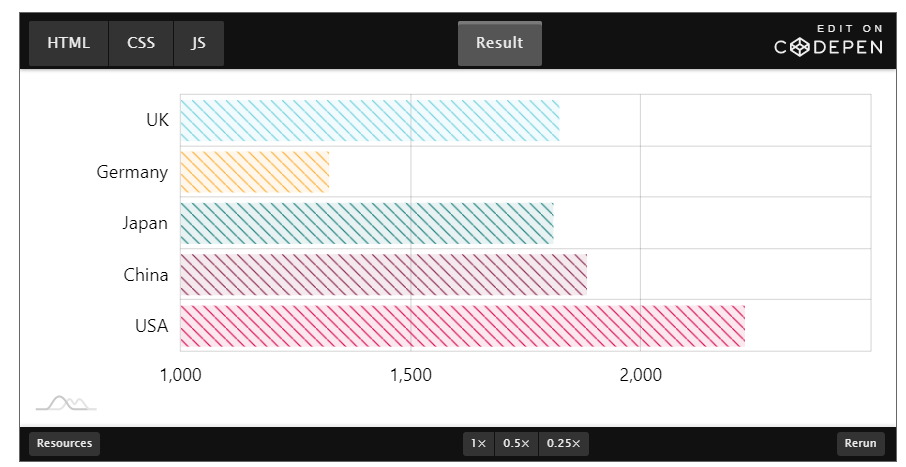 HTML CSS JS Result EDIT ON
CODEPEN
UK
Germany
Japan
China
USA
1,000 1,500 2,000
Resources 1× 0.5× 0.25× Rerun